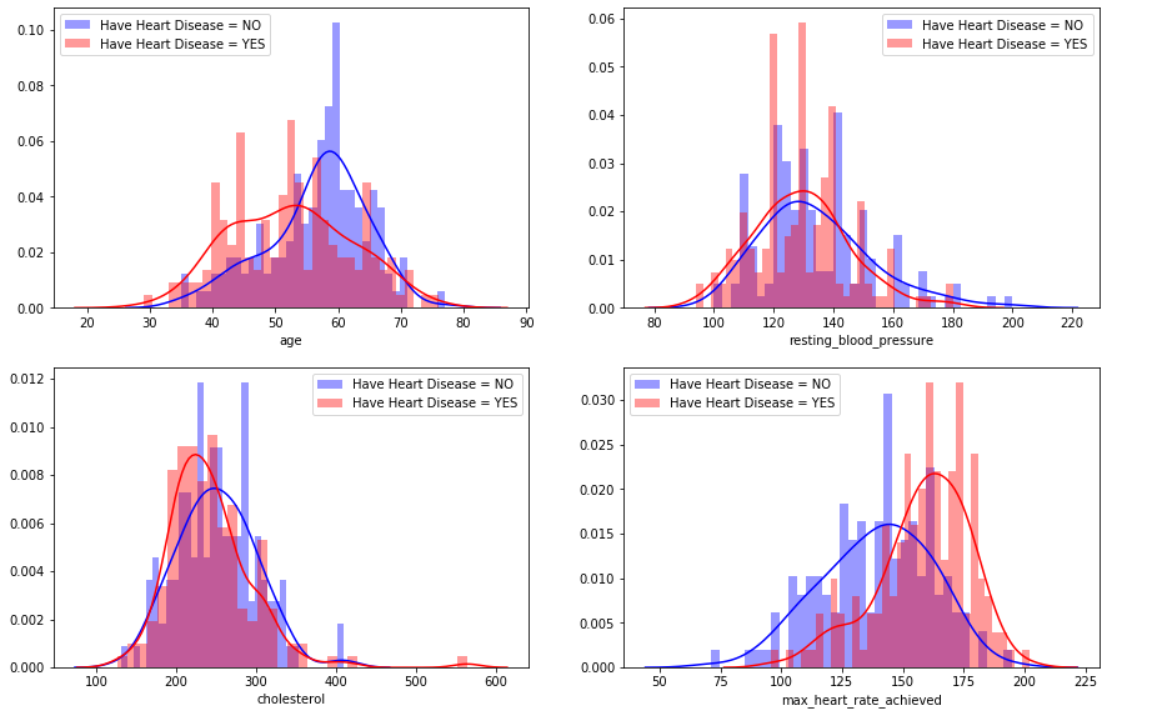 Have Heart Disease = NO
Have Heart Disease = YES
0.10
0.08
0.06
0.04
0.02
0.00
20 30 40 50 60 70 80 90
age
Have Heart Disease = NO
Have Heart Disease = YES
0.06
0.05
0.04
0.03
0.02
0.01
0.00
80 100 120 140 160 180 200 220
resting_blood_pressure
Have Heart Disease = NO
Have Heart Disease = YES
0.012
0.010
0.008
0.006
0.004
0.002
0.000
100 200 300 400 500 600
cholesterol
Have Heart Disease = NO
Have Heart Disease = YES
0.030
0.025
0.020
0.015
0.010
0.005
0.000
50 75 100 125 150 175 200 225
max_heart_rate_achieved